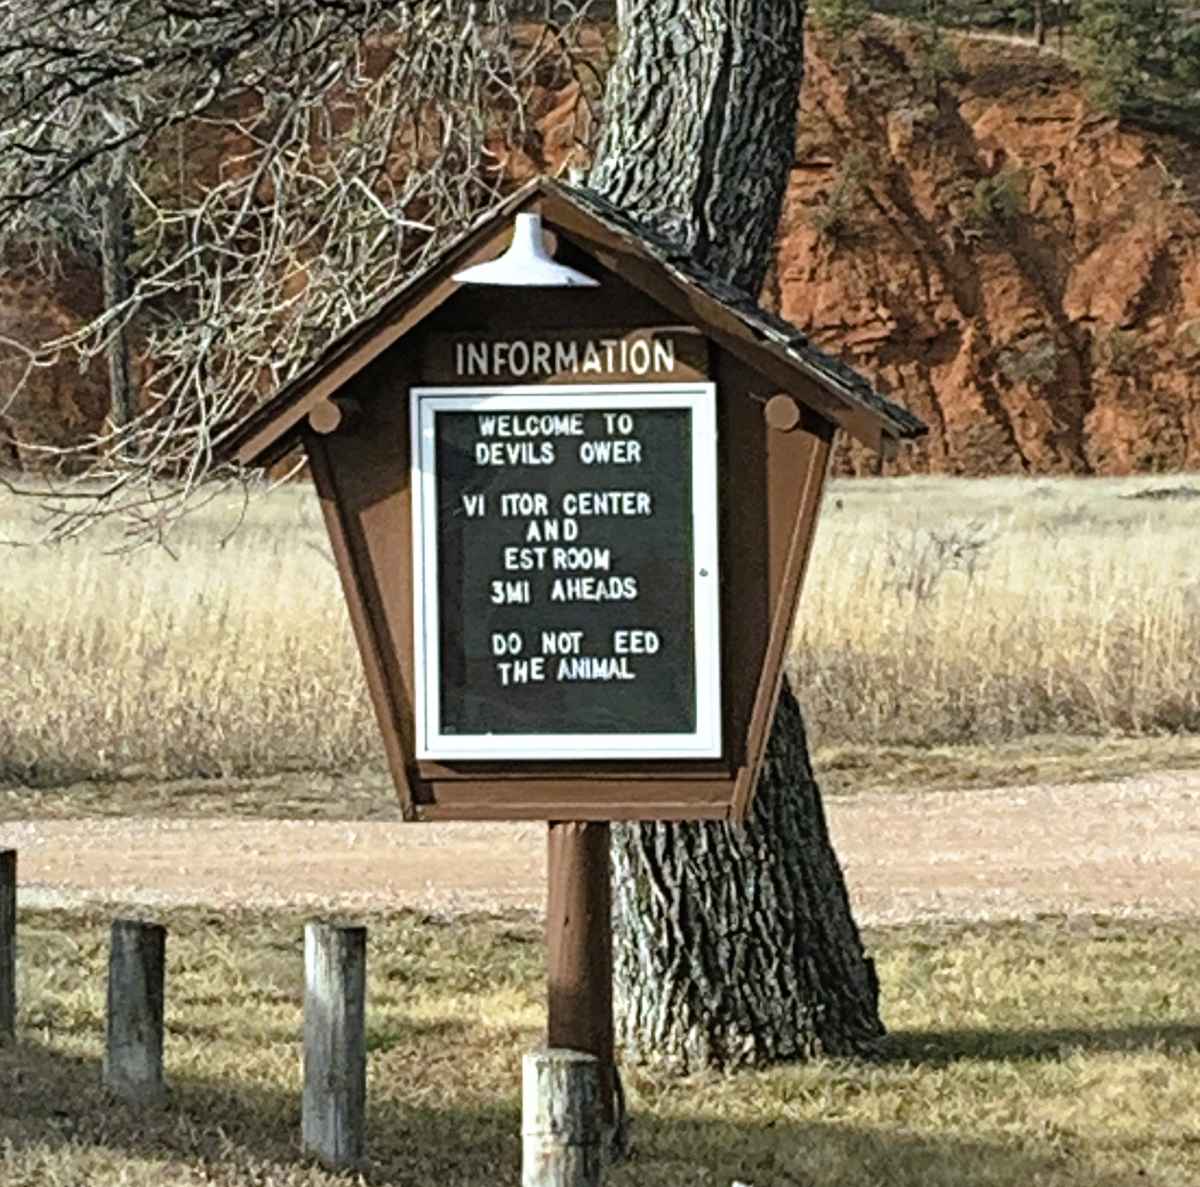 INFORMATION
WELCOME TO
DEVILS OWER
VI ITOR CENTER
AND
EST ROOM
3MI AHEADS
DO NOT EED
THE ANIMAL